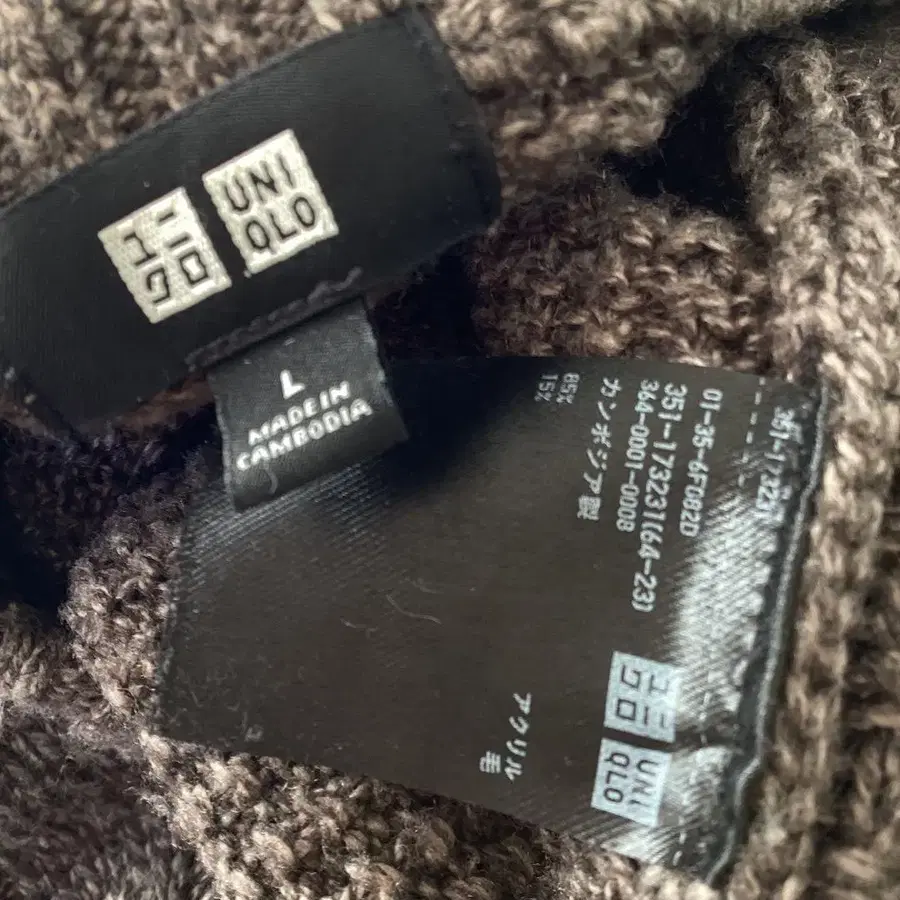 ユニ
クロ
UNI
QLO
L
MADE IN
CAMBODIA
351-17323
ユニ
クロ
UNI
QLO
01-35-6F082D
351-173231(64-23)
364-0001-0008
カンボジア製
アクリル 85%
毛 15%